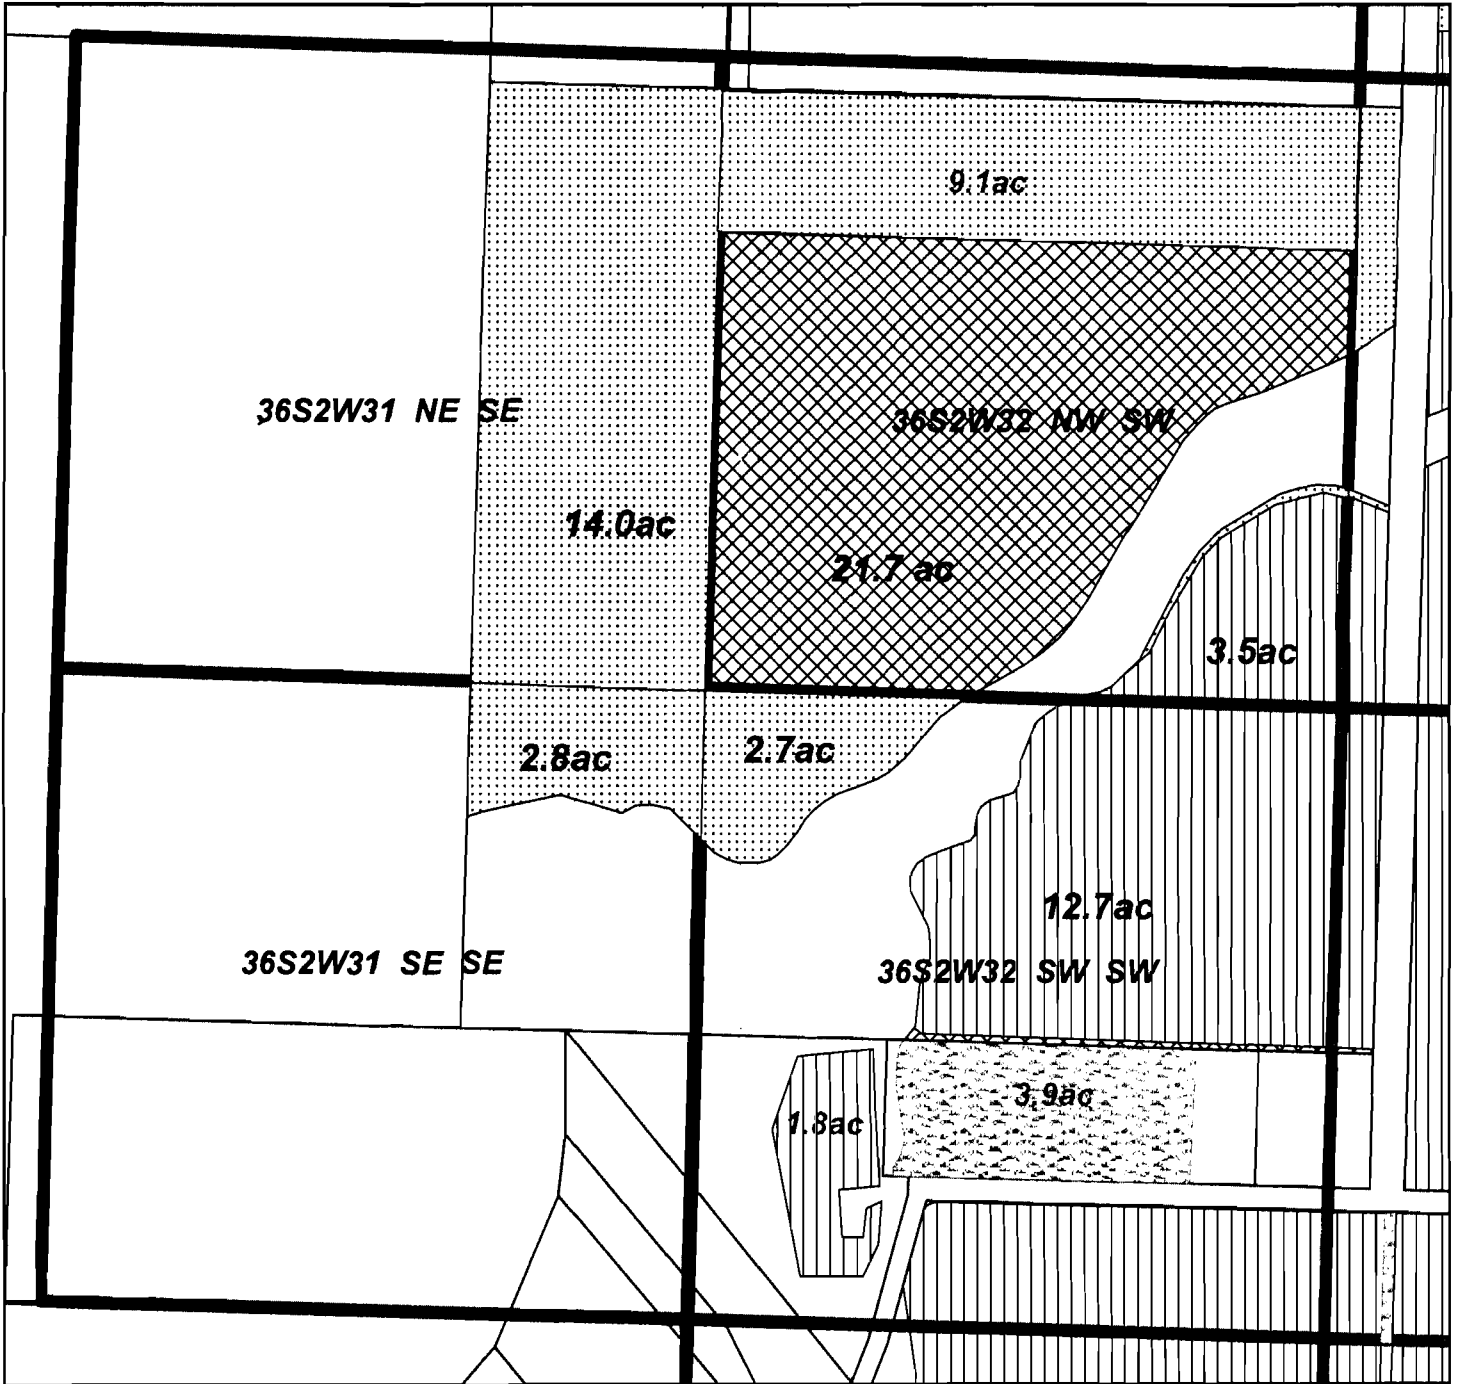 9.1ac
36S2W31 NE SE
36S2W32 NW SW
14.0ac
21.7 ac
3.5ac
2.8ac
2.7ac
12.7ac
36S2W31 SE SE
36S2W32 SW SW
3.9ac
1.8ac